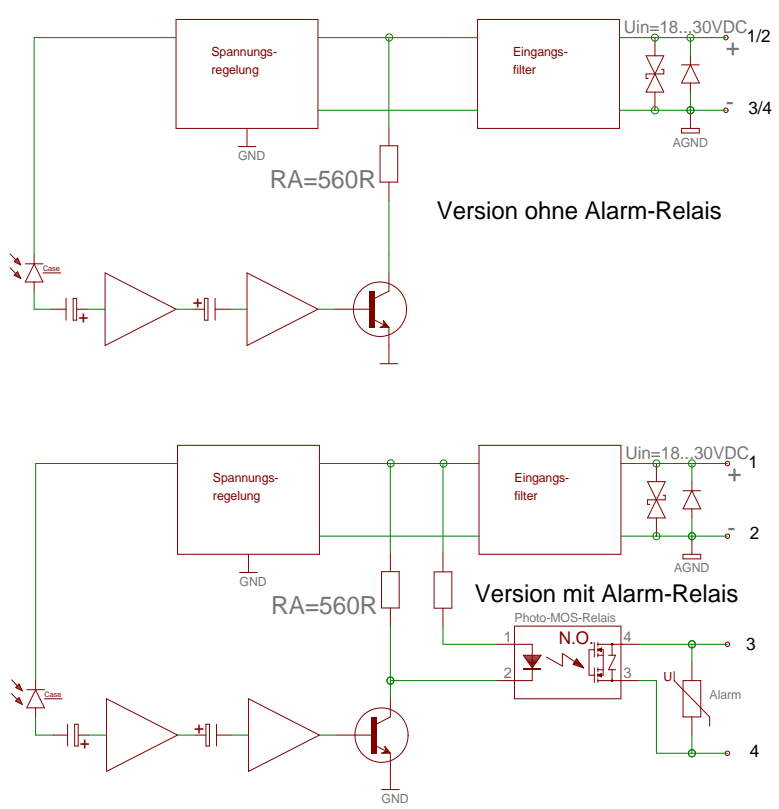 Uin=18...30VDC
1/2
+
Spannungs-
regelung
Eingangs-
filter
-
3/4
GND
AGND
RA=560R
Version ohne Alarm-Relais
Case
+
+
Uin=18...30VDC
1
+
Spannungs-
regelung
Eingangs-
filter
-
2
GND
AGND
RA=560R
Version mit Alarm-Relais
Photo-MOS-Relais
1
N.O.
4
3
2
3
U
Alarm
Case
+
+
4
GND